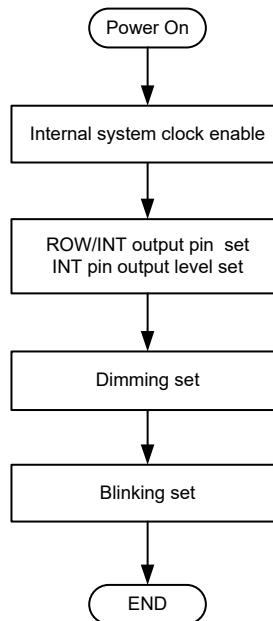 Power On
Internal system clock enable
ROW/INT output pin set
INT pin output level set
Dimming set
Blinking set
END